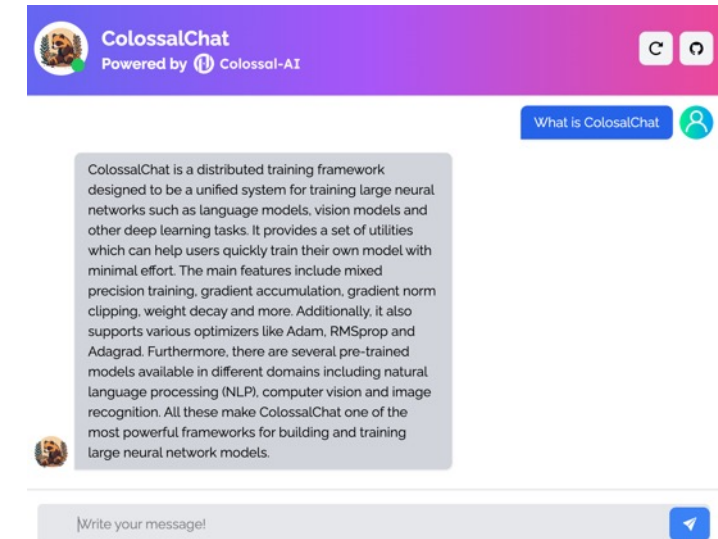 ColossalChat
Powered by Colossal-AI
What is ColosalChat
ColossalChat is a distributed training framework
designed to be a unified system for training large neural
networks such as language models, vision models and
other deep learning tasks. It provides a set of utilities
which can help users quickly train their own model with
minimal effort. The main features include mixed
precision training, gradient accumulation, gradient norm
clipping, weight decay and more. Additionally, it also
supports various optimizers like Adam, RMSprop and
Adagrad. Furthermore, there are several pre-trained
models available in different domains including natural
language processing (NLP), computer vision and image
recognition. All these make ColossalChat one of the
most powerful frameworks for building and training
large neural network models.
Write your message!